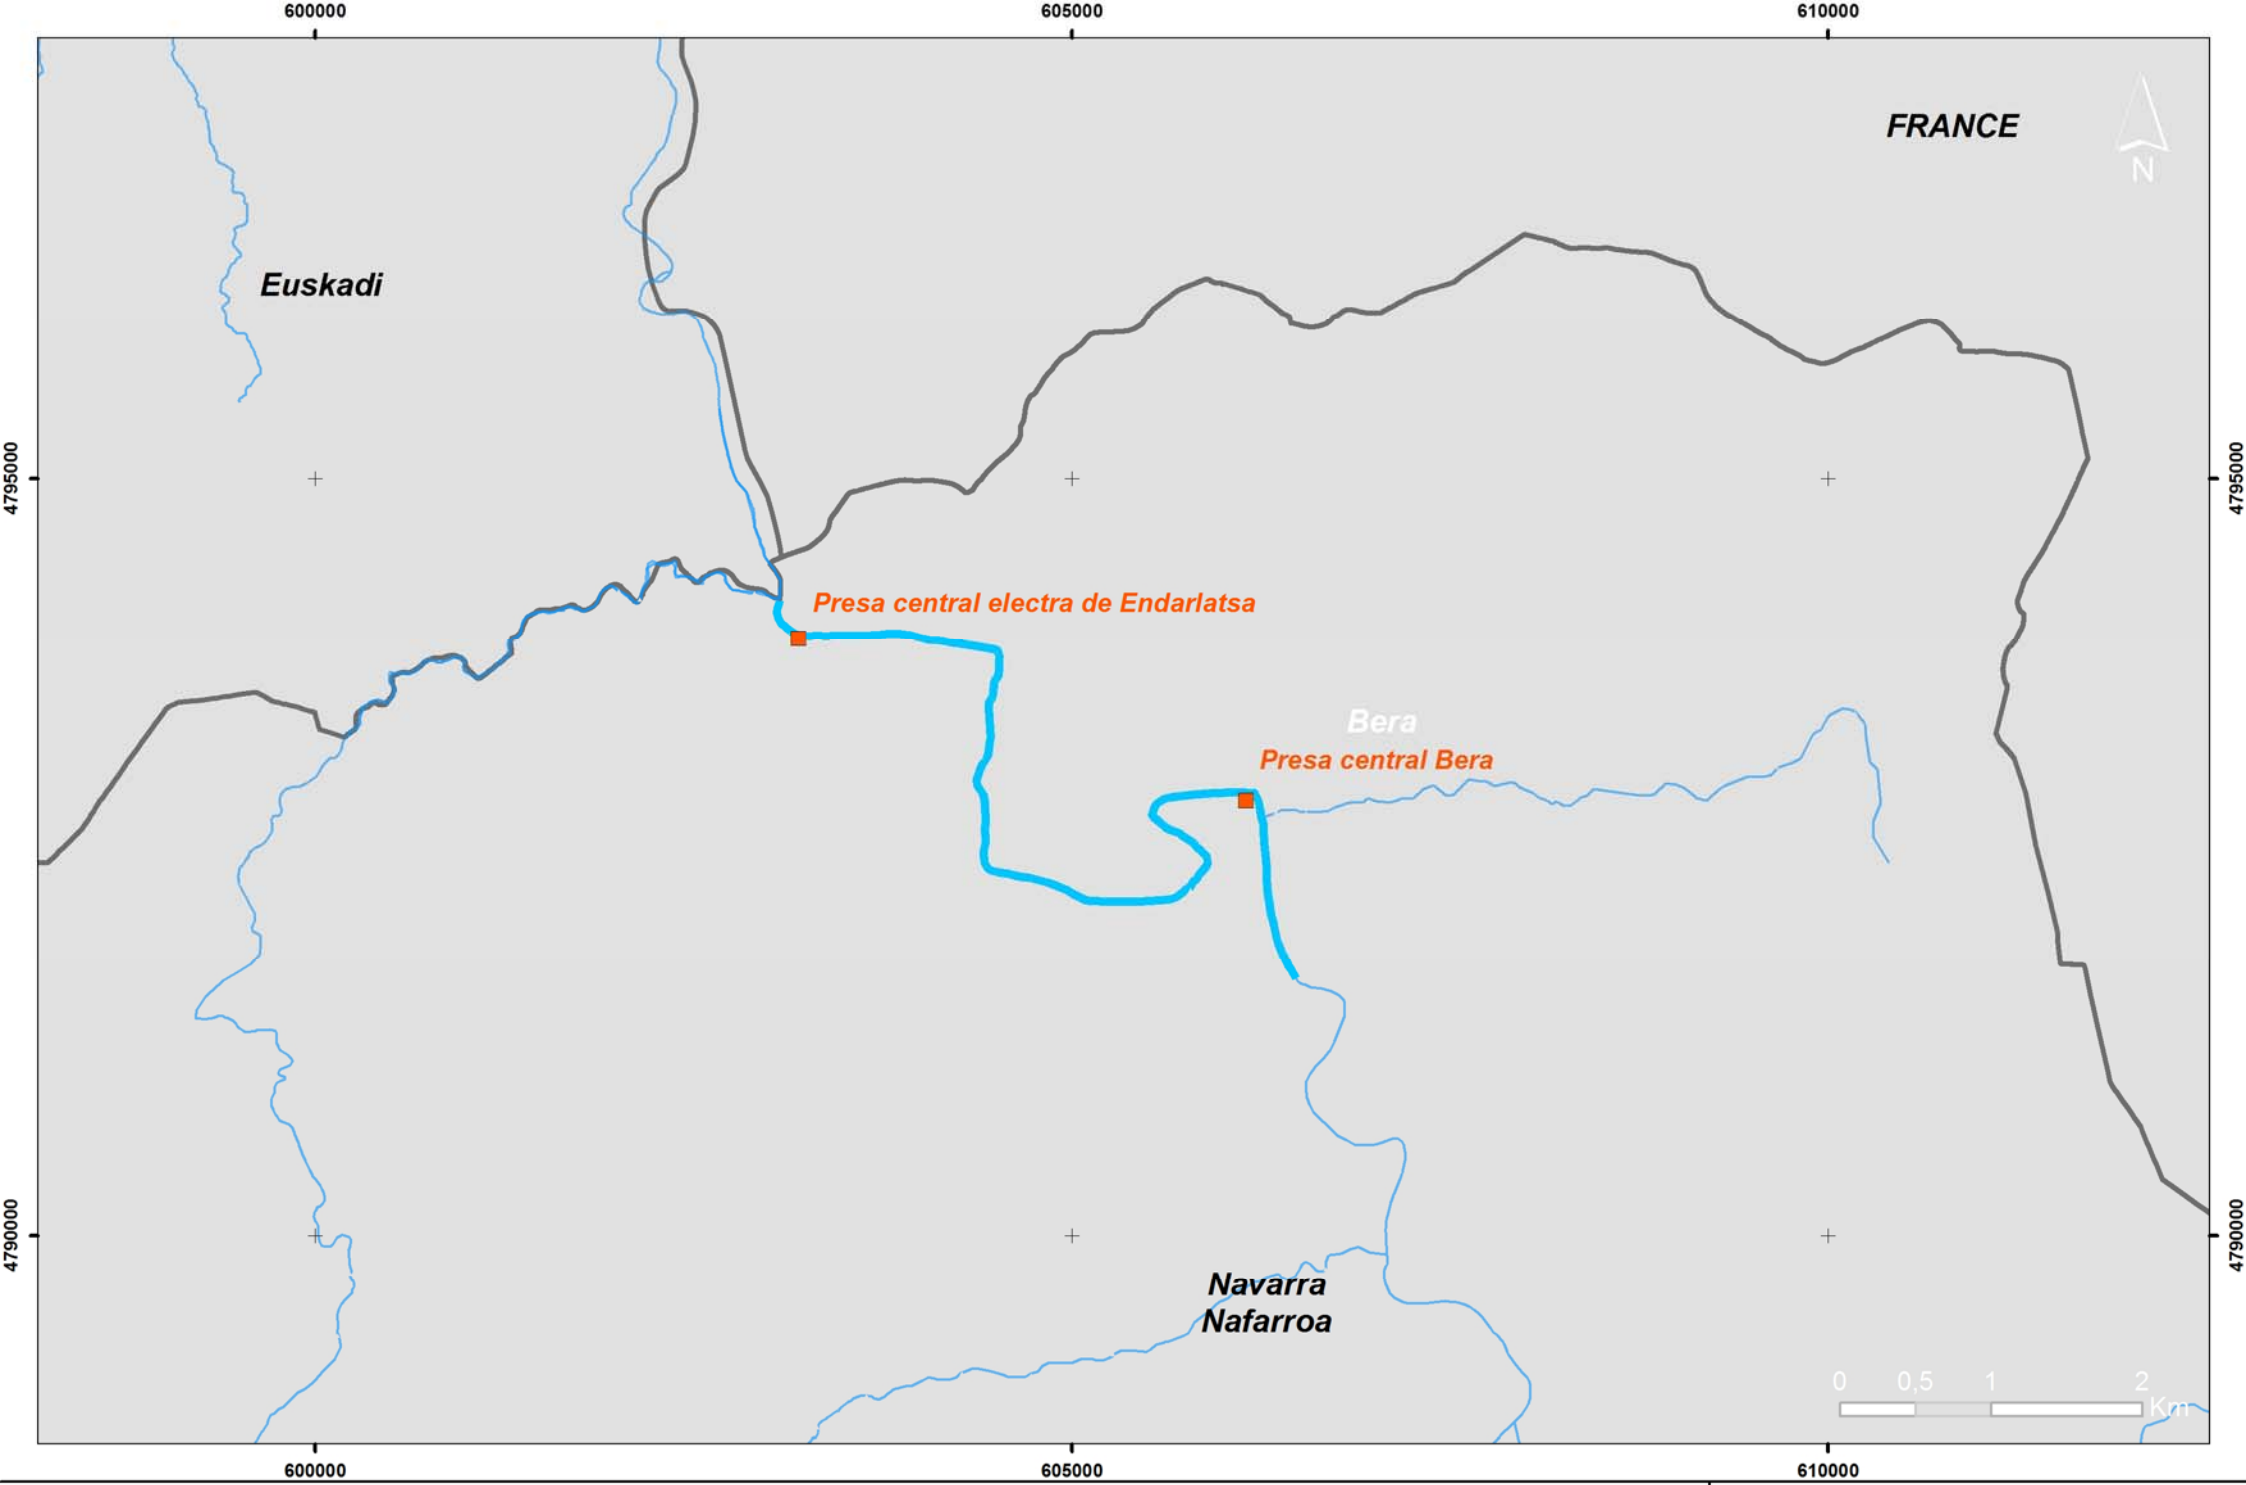 600000 605000 610000
FRANCE
N
Euskadi
4795000 4795000
Presa central electra de Endarlatsa
Bera
Presa central Bera
4790000 4790000
Navarra
Nafarroa
0 0,5 1 2
Km
600000 605000 610000